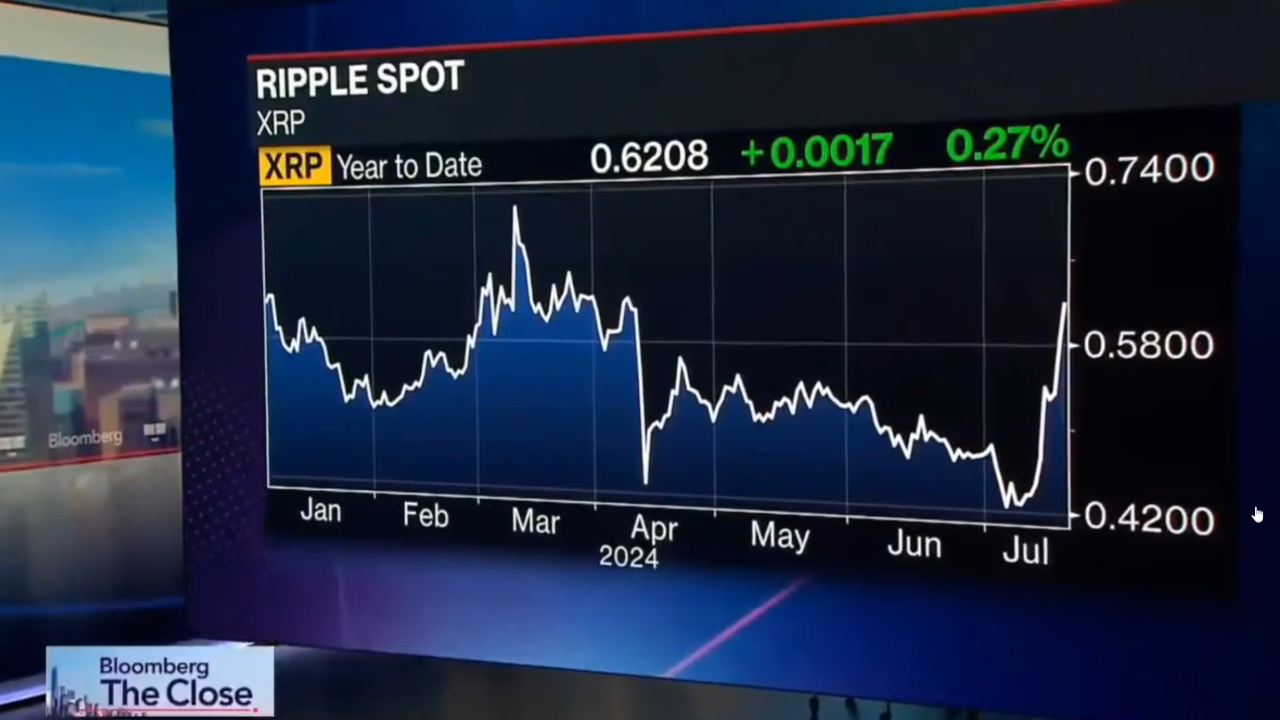 RIPPLE SPOT
XRP
XRP Year to Date 0.6208 +0.0017 0.27%
0.7400
0.5800
0.4200
Jan Feb Mar Apr May Jun Jul
2024
Bloomberg
Bloomberg
The Close